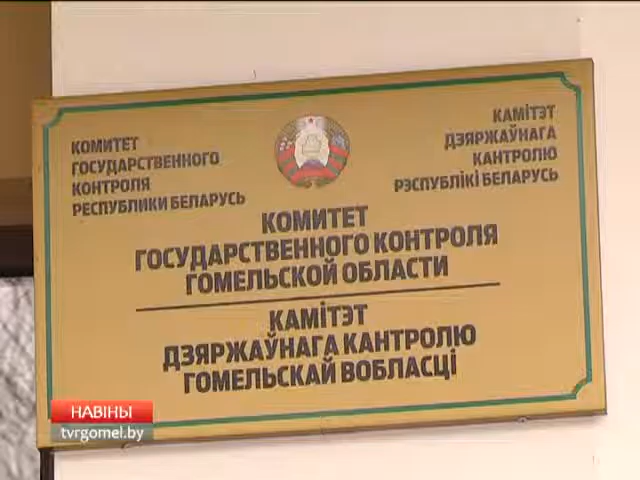 КОМИТЕТ
ГОСУДАРСТВЕННОГО
КОНТРОЛЯ
РЕСПУБЛИКИ БЕЛАРУСЬ
КАМІТЭТ
ДЗЯРЖАЎНАГА
КАНТРОЛЮ
РЭСПУБЛІКІ БЕЛАРУСЬ
КОМИТЕТ
ГОСУДАРСТВЕННОГО КОНТРОЛЯ
ГОМЕЛЬСКОЙ ОБЛАСТИ
КАМІТЭТ
ДЗЯРЖАЎНАГА КАНТРОЛЮ
ГОМЕЛЬСКАЙ ВОБЛАСЦІ
НАВІНЫ
tvrgomel.by